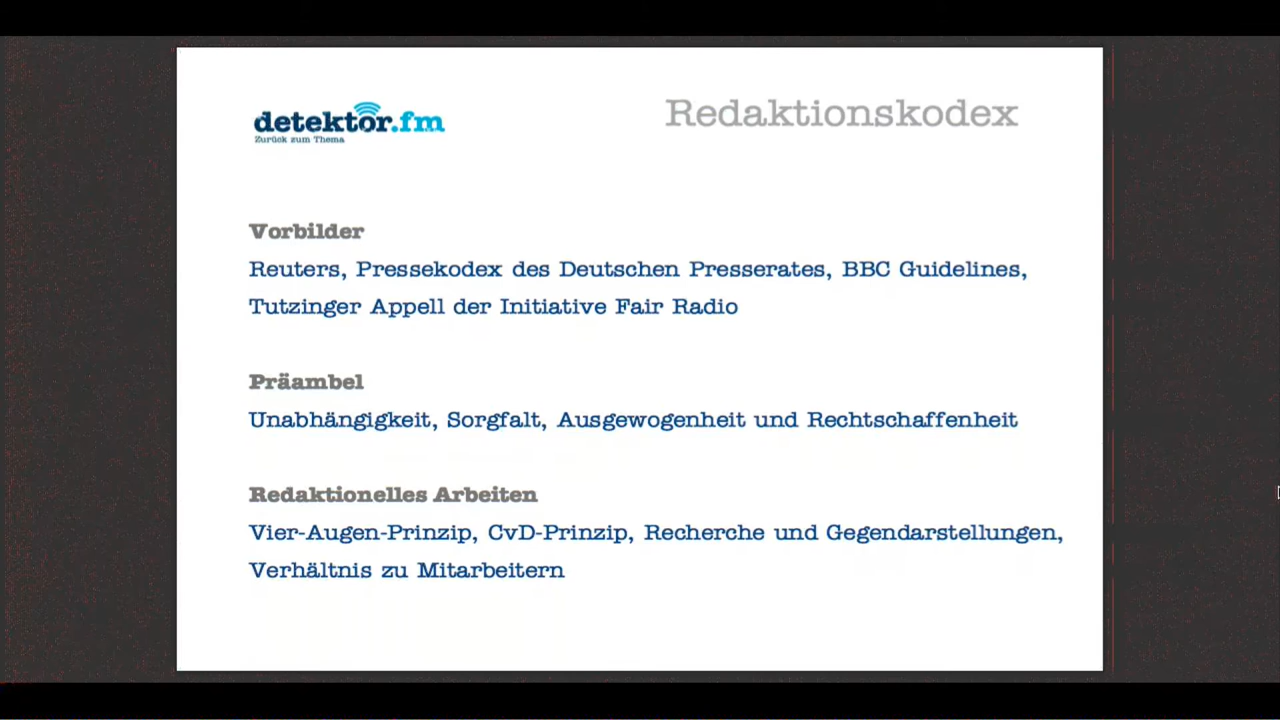 detektor.fm
Zurück zum Thema
Redaktionskodex
Vorbilder
Reuters, Pressekodex des Deutschen Presserates, BBC Guidelines,
Tutzinger Appell der Initiative Fair Radio
Präambel
Unabhängigkeit, Sorgfalt, Ausgewogenheit und Rechtschaffenheit
Redaktionelles Arbeiten
Vier-Augen-Prinzip, CvD-Prinzip, Recherche und Gegendarstellungen,
Verhältnis zu Mitarbeitern